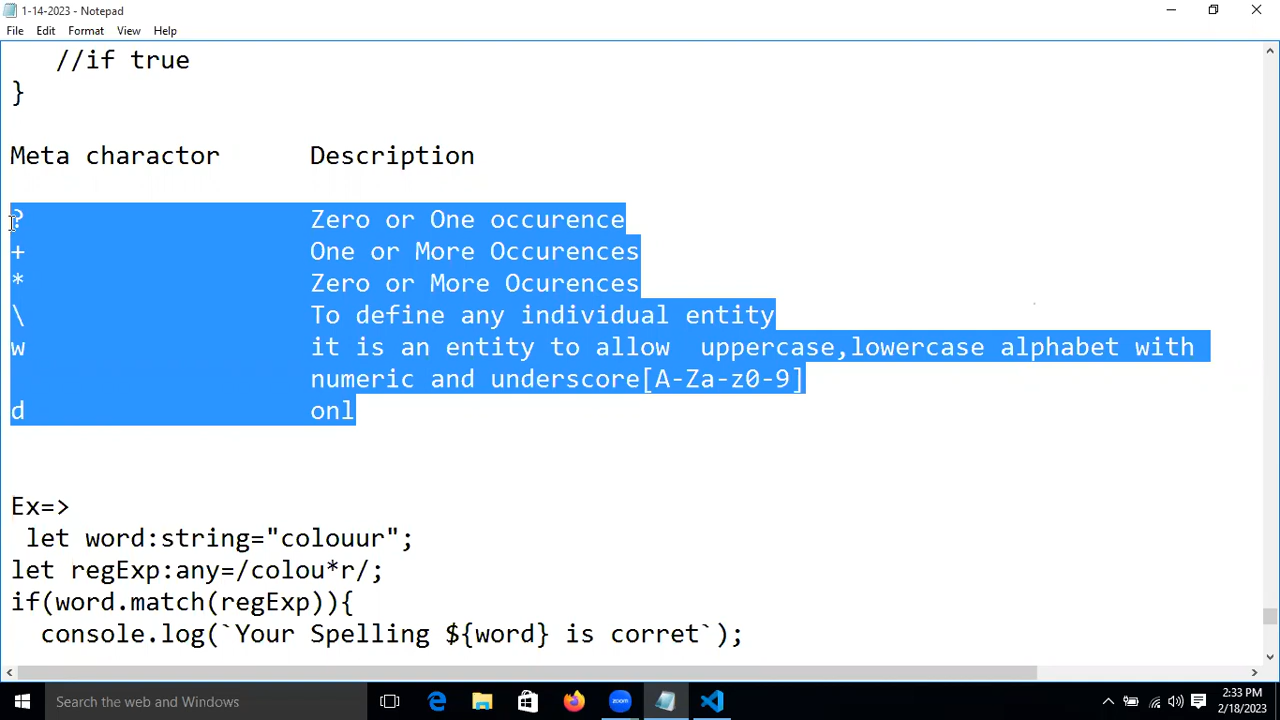 1-14-2023 - Notepad
File Edit Format View Help
//if true
}
Meta charactor Description
? Zero or One occurence
+ One or More Occurences
* Zero or More Ocurences
\ To define any individual entity
w it is an entity to allow  uppercase,lowercase alphabet with
numeric and underscore[A-Za-z0-9]
d onl
Ex=>
let word:string="colouur";
let regExp:any=/colou*r/;
if(word.match(regExp)){
console.log(`Your Spelling ${word} is corret`);
Search the web and Windows
zoom
2:33 PM
2/18/2023